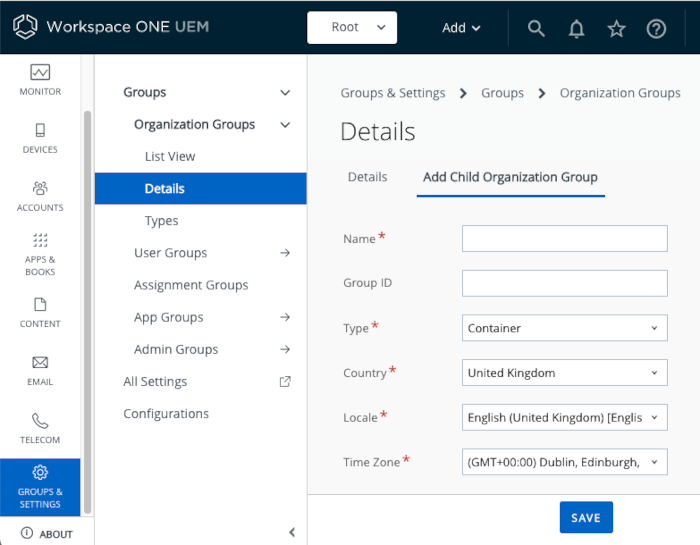 Workspace ONE UEM
Root
Add
MONITOR
DEVICES
ACCOUNTS
APPS &
BOOKS
CONTENT
EMAIL
TELECOM
GROUPS &
SETTINGS
ABOUT
Groups
Organization Groups
List View
Details
Types
User Groups
Assignment Groups
App Groups
Admin Groups
All Settings
Configurations
Groups & Settings > Groups > Organization Groups
Details
Details Add Child Organization Group
Name *
Group ID
Type * Container
Country * United Kingdom
Locale * English (United Kingdom) [Englis
Time Zone * (GMT+00:00) Dublin, Edinburgh,
SAVE